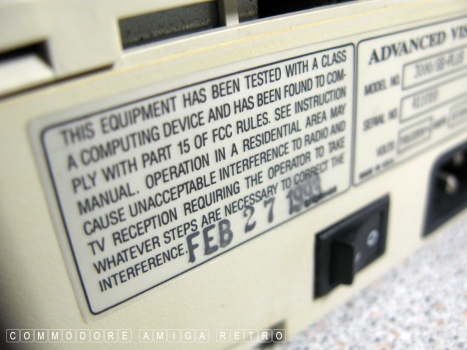 THIS EQUIPMENT HAS BEEN TESTED WITH A CLASS
A COMPUTING DEVICE AND HAS BEEN FOUND TO COM-
PLY WITH PART 15 OF FCC RULES. SEE INSTRUCTION
MANUAL. OPERATION IN A RESIDENTIAL AREA MAY
CAUSE UNACCEPTABLE INTERFERENCE TO RADIO AND
TV RECEPTION REQUIRING THE OPERATOR TO TAKE
WHATEVER STEPS ARE NECESSARY TO CORRECT THE
INTERFERENCE.
FEB 27
ADVANCED
MODEL NO
SERIAL NO
VOLTS
COMMODORE AMIGA RETRO